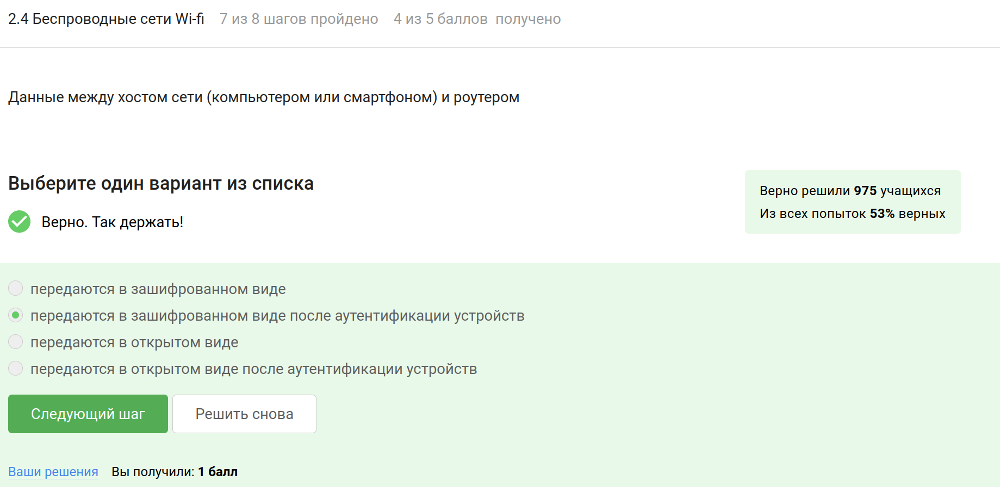 2.4 Беспроводные сети Wi-fi 7 из 8 шагов пройдено 4 из 5 баллов получено
Данные между хостом сети (компьютером или смартфоном) и роутером
Выберите один вариант из списка
Верно. Так держать!
Верно решили 975 учащихся
Из всех попыток 53% верных
передаются в зашифрованном виде
передаются в зашифрованном виде после аутентификации устройств
передаются в открытом виде
передаются в открытом виде после аутентификации устройств
Следующий шаг Решить снова
Ваши решения Вы получили: 1 балл